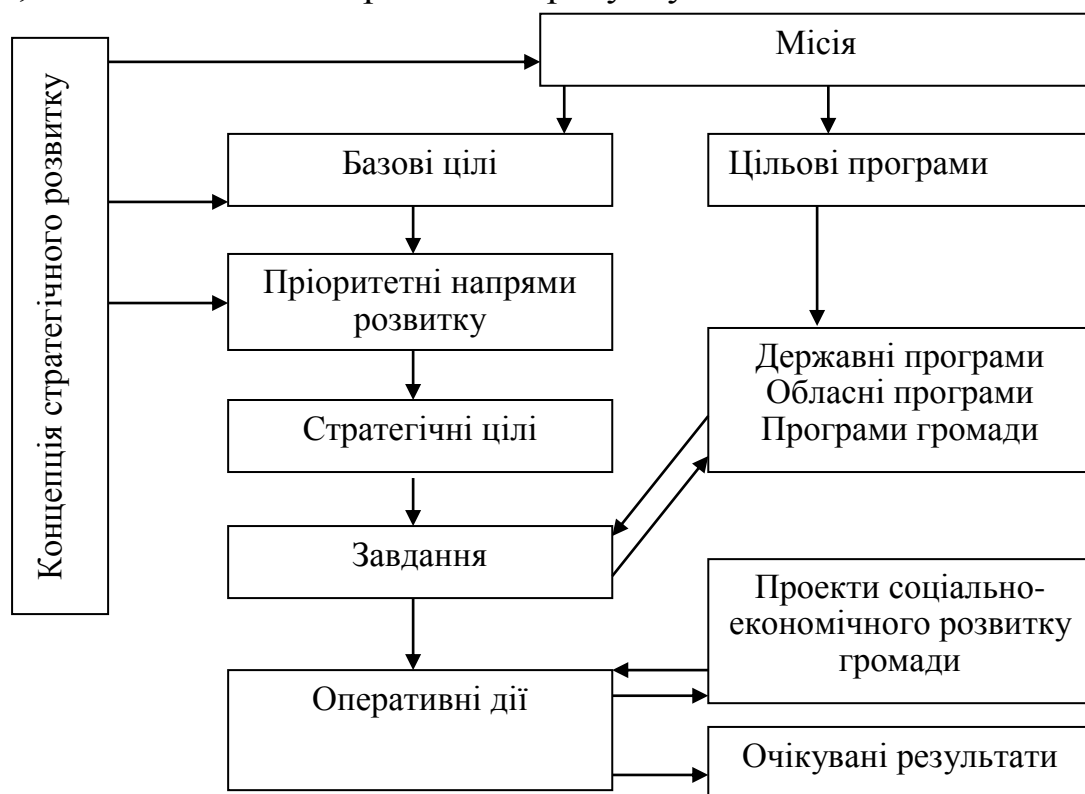 Місія
Концепція стратегічного розвитку
Базові цілі
Цільові програми
Пріоритетні напрями
розвитку
Державні програми
Обласні програми
Програми громади
Стратегічні цілі
Завдання
Проекти соціально-
економічного розвитку
громади
Оперативні дії
Очікувані результати